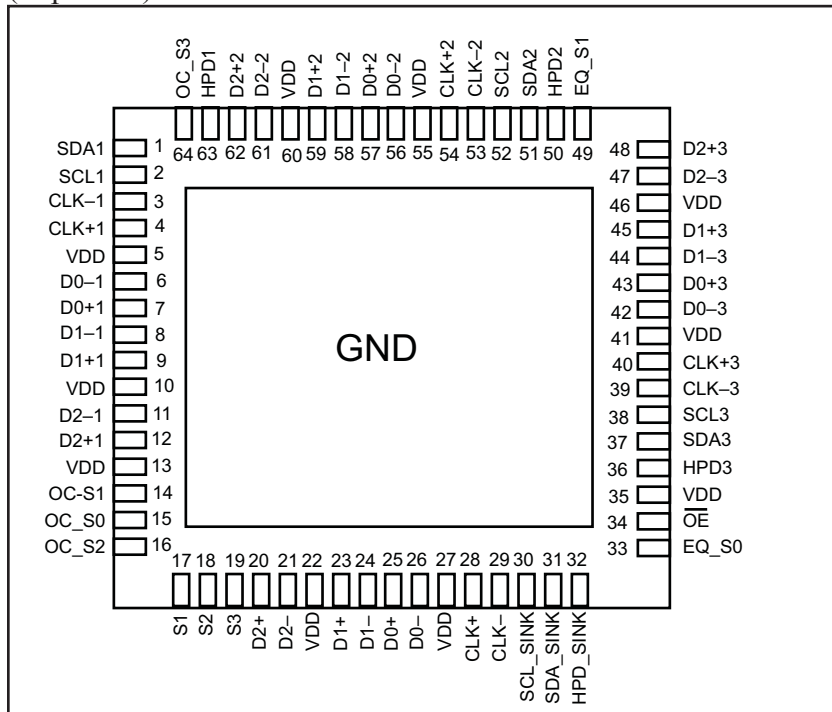 OC_S3 HPD1 D2+2 D2–2 VDD D1+2 D1–2 D0+2 D0–2 VDD CLK+2 CLK–2 SCL2 SDA2 HPD2 EQ_S1
64 63 62 61 60 59 58 57 56 55 54 53 52 51 50 49
SDA1 1
SCL1 2
CLK–1 3
CLK+1 4
VDD 5
D0–1 6
D0+1 7
D1–1 8
D1+1 9
VDD 10
D2–1 11
D2+1 12
VDD 13
OC-S1 14
OC_S0 15
OC_S2 16
GND
48 D2+3
47 D2–3
46 VDD
45 D1+3
44 D1–3
43 D0+3
42 D0–3
41 VDD
40 CLK+3
39 CLK–3
38 SCL3
37 SDA3
36 HPD3
35 VDD
34 OE
33 EQ_S0
17 18 19 20 21 22 23 24 25 26 27 28 29 30 31 32
S1 S2 S3 D2+ D2– VDD D1+ D1– D0+ D0– VDD CLK+ CLK– SCL_SINK SDA_SINK HPD_SINK